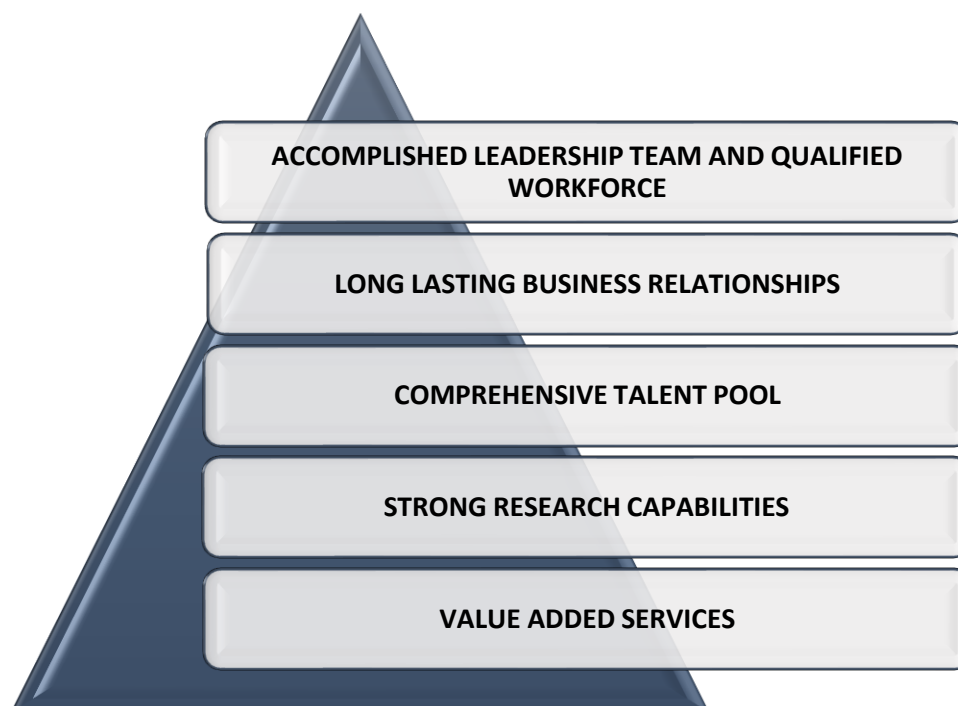 ACCOMPLISHED LEADERSHIP TEAM AND QUALIFIED
WORKFORCE
LONG LASTING BUSINESS RELATIONSHIPS
COMPREHENSIVE TALENT POOL
STRONG RESEARCH CAPABILITIES
VALUE ADDED SERVICES